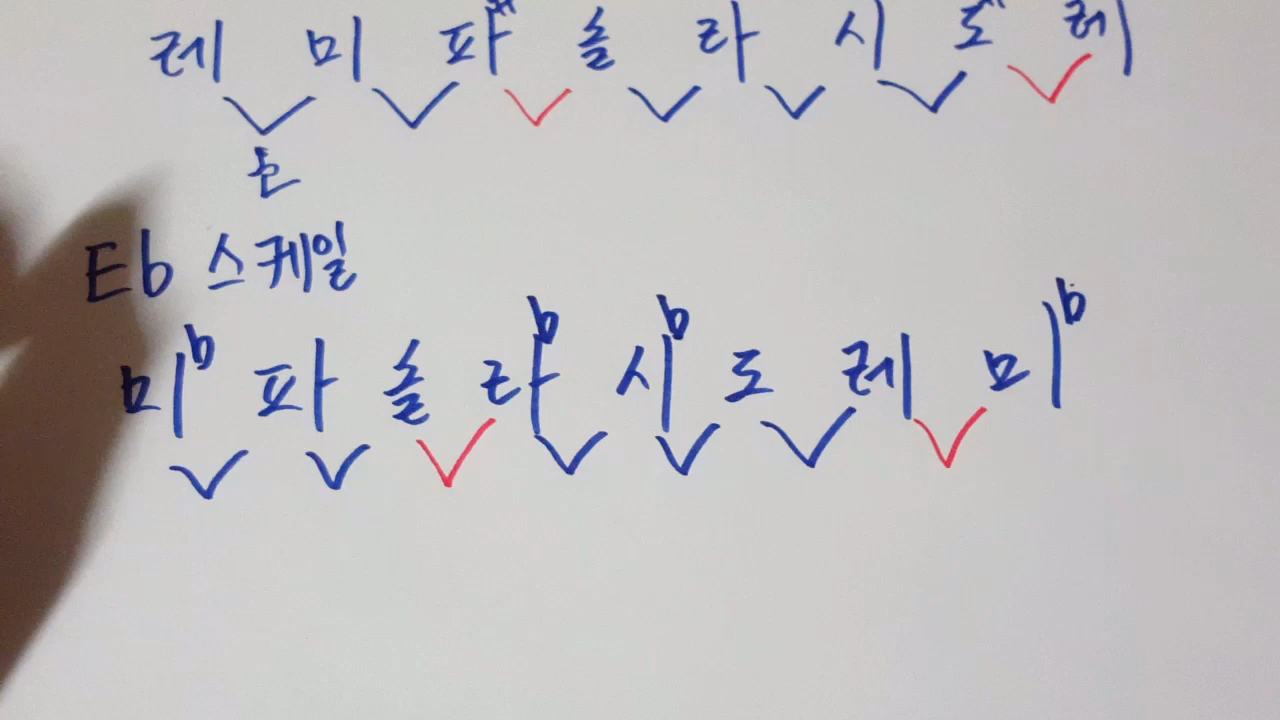 레 미 파# 솔 라 시 도# 레
톤
Eb 스케일
미b 파 솔 라b 시b 도 레 미b